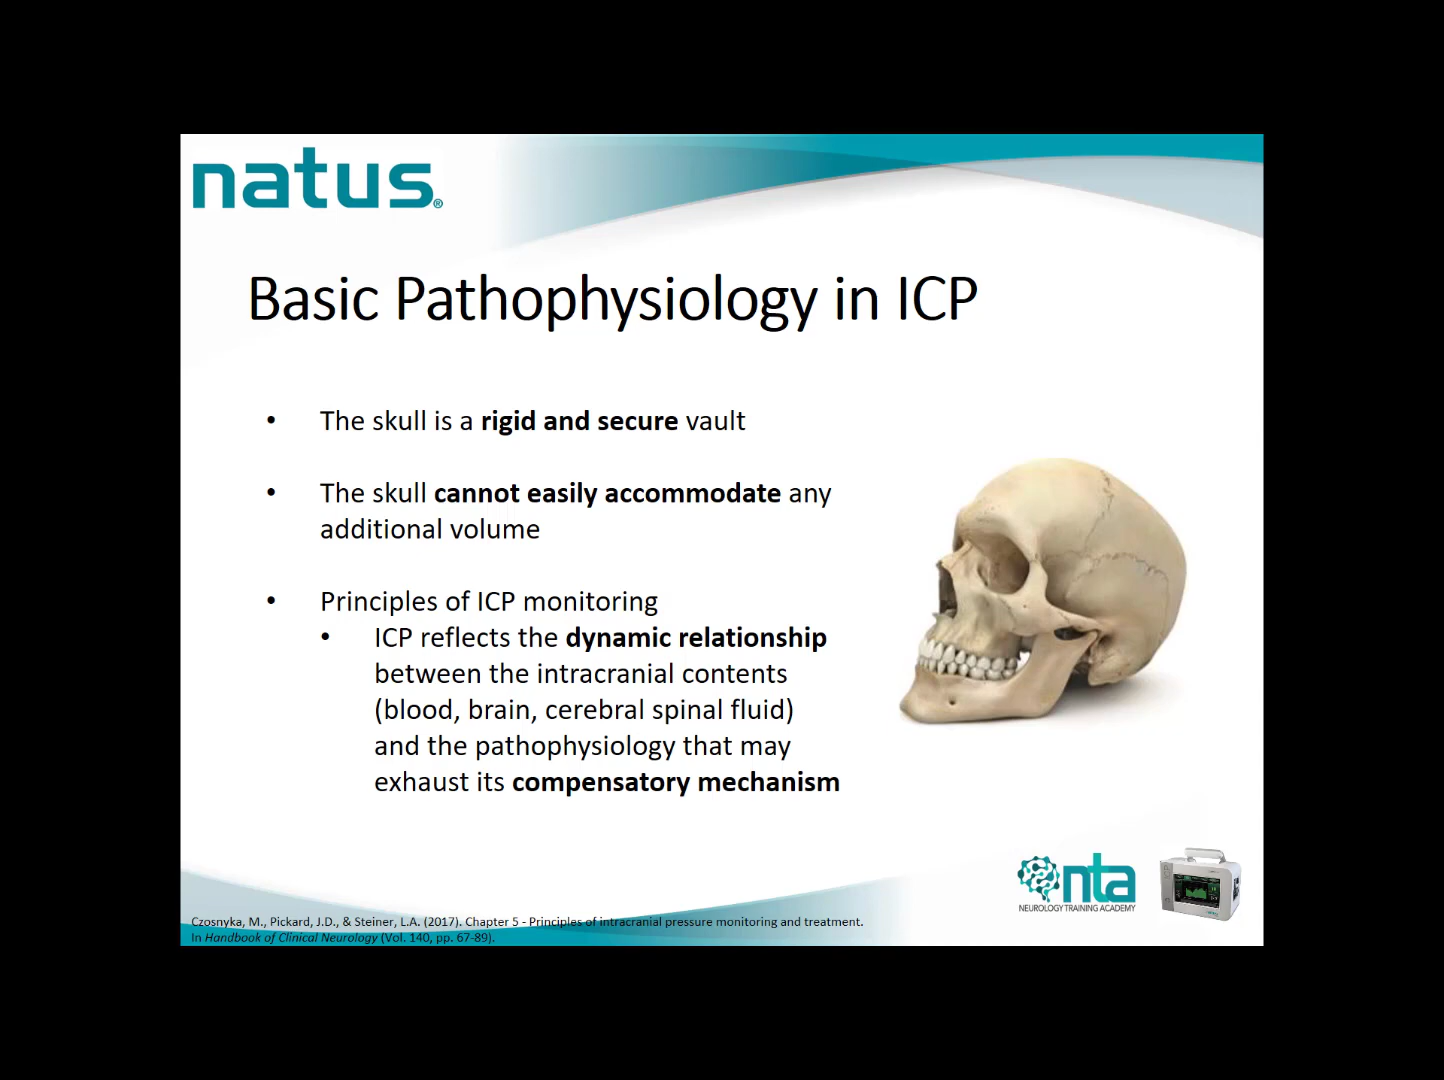 natus®
Basic Pathophysiology in ICP
• The skull is a rigid and secure vault
• The skull cannot easily accommodate any
additional volume
• Principles of ICP monitoring
• ICP reflects the dynamic relationship
between the intracranial contents
(blood, brain, cerebral spinal fluid)
and the pathophysiology that may
exhaust its compensatory mechanism
nta
NEUROLOGY TRAINING ACADEMY
Czosnyka, M., Pickard, J.D., & Steiner, L.A. (2017). Chapter 5 - Principles of intracranial pressure monitoring and treatment.
In Handbook of Clinical Neurology (Vol. 140, pp. 67-89).